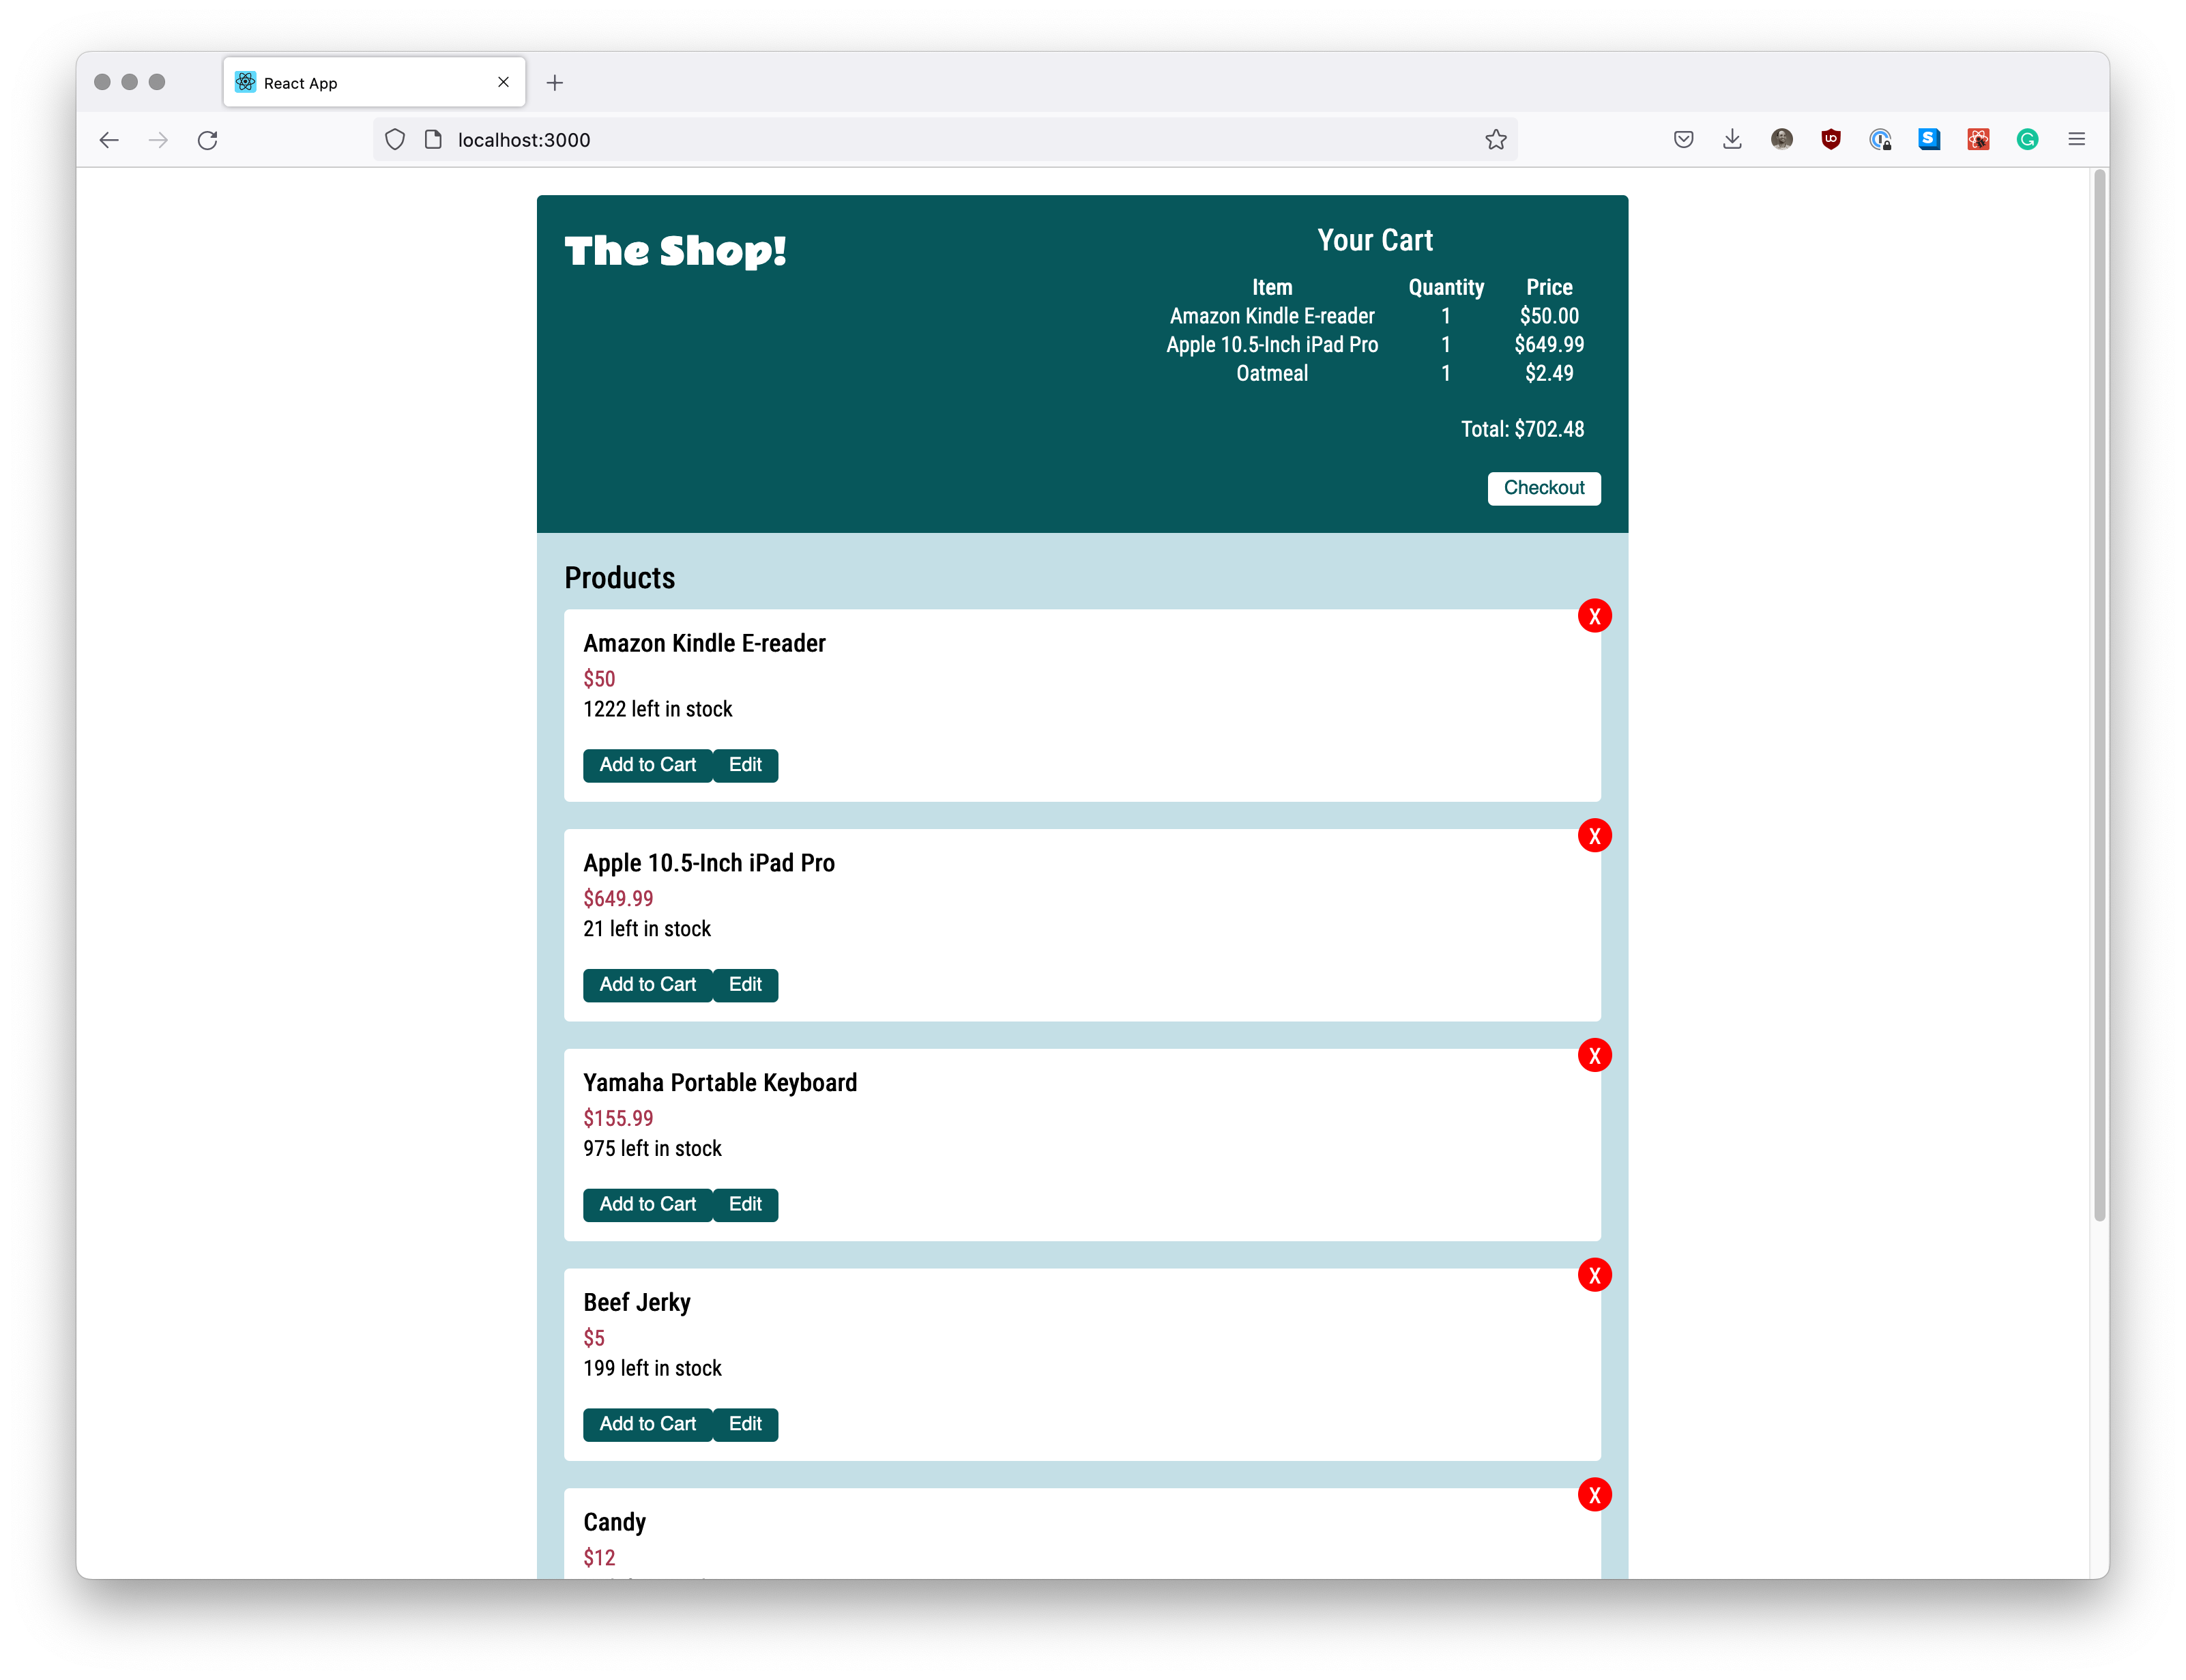 React App
localhost:3000
The Shop!
Your Cart
Item Quantity Price
Amazon Kindle E-reader 1 $50.00
Apple 10.5-Inch iPad Pro 1 $649.99
Oatmeal 1 $2.49
Total: $702.48
Checkout
Products
X
Amazon Kindle E-reader
$50
1222 left in stock
Add to Cart Edit
X
Apple 10.5-Inch iPad Pro
$649.99
21 left in stock
Add to Cart Edit
X
Yamaha Portable Keyboard
$155.99
975 left in stock
Add to Cart Edit
X
Beef Jerky
$5
199 left in stock
Add to Cart Edit
X
Candy
$12